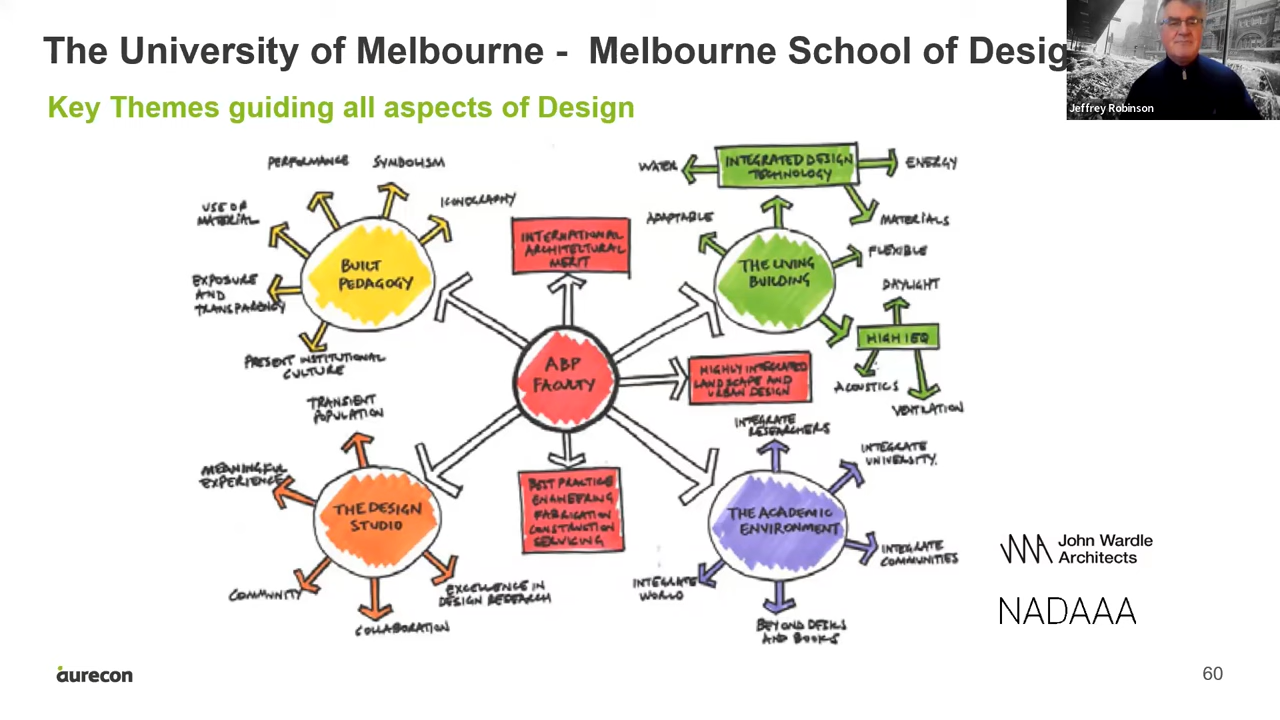 The University of Melbourne - Melbourne School of Desig
Jeffrey Robinson
Key Themes guiding all aspects of Design
PERFORMANCE
SYMBOLISM
ICONOGRAPHY
USE OF
MATERIAL
EXPOSURE
AND
TRANSPARENCY
PRESENT INSTITUTIONAL
CULTURE
BUILT
PEDAGOGY
INTERNATIONAL
ARCHITECTURAL
MERIT
WATER
INTEGRATED DESIGN
TECHNOLOGY
ENERGY
MATERIALS
ADAPTABLE
FLEXIBLE
THE LIVING
BUILDING
DAYLIGHT
HIGH IEQ
ACOUSTICS
VENTILATION
ABP
FACULTY
HIGHLY INTEGRATED
LANDSCAPE AND
URBAN DESIGN
TRANSIENT
POPULATION
MEANINGFUL
EXPERIENCE
THE DESIGN
STUDIO
COMMUNITY
COLLABORATION
EXCELLENCE IN
DESIGN RESEARCH
BEST PRACTICE
ENGINEERING
FABRICATION
CONSTRUCTION
SERVICING
INTEGRATE
RESEARCHERS
INTEGRATE
UNIVERSITY.
THE ACADEMIC
ENVIRONMENT
INTEGRATE
COMMUNITIES
INTEGRATE
WORLD
BEYOND DESKS
AND BOOKS
John Wardle
Architects
NADAAA
aurecon
60